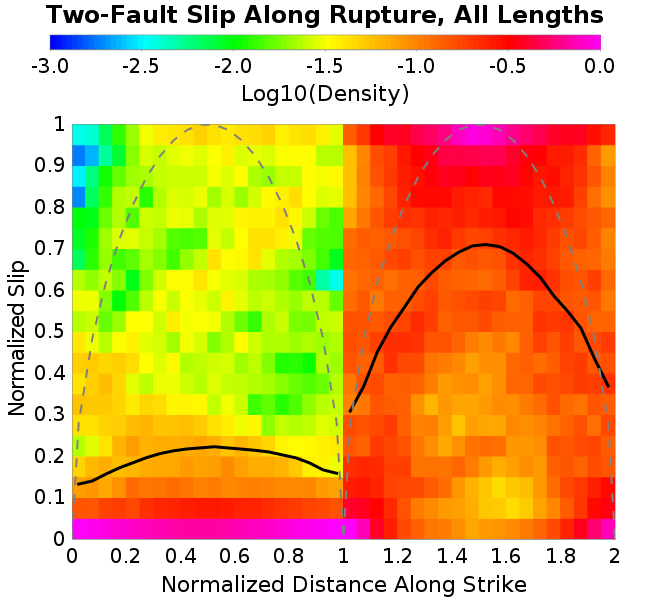 Two-Fault Slip Along Rupture, All Lengths
-3.0 -2.5 -2.0 -1.5 -1.0 -0.5 0.0
Log10(Density)
1
0.9
0.8
0.7
0.6
0.5
0.4
0.3
0.2
0.1
0
Normalized Slip
0 0.2 0.4 0.6 0.8 1 1.2 1.4 1.6 1.8 2
Normalized Distance Along Strike